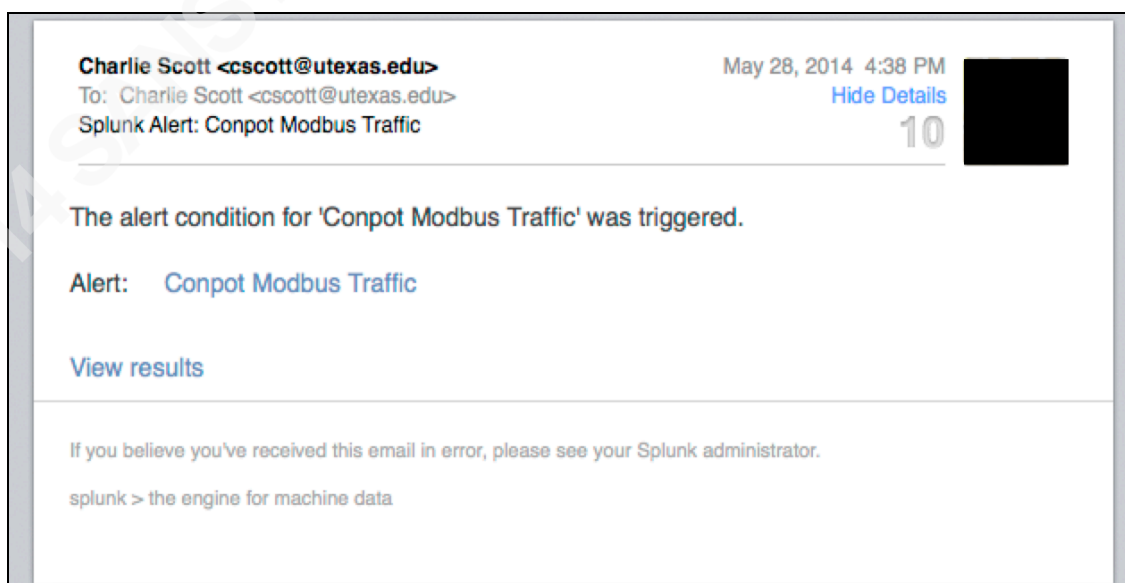 Charlie Scott <cscott@utexas.edu>
May 28, 2014 4:38 PM
To: Charlie Scott <cscott@utexas.edu>
Hide Details
Splunk Alert: Conpot Modbus Traffic
10
The alert condition for 'Conpot Modbus Traffic' was triggered.
Alert: Conpot Modbus Traffic
View results
If you believe you've received this email in error, please see your Splunk administrator.
splunk > the engine for machine data
14 SANS